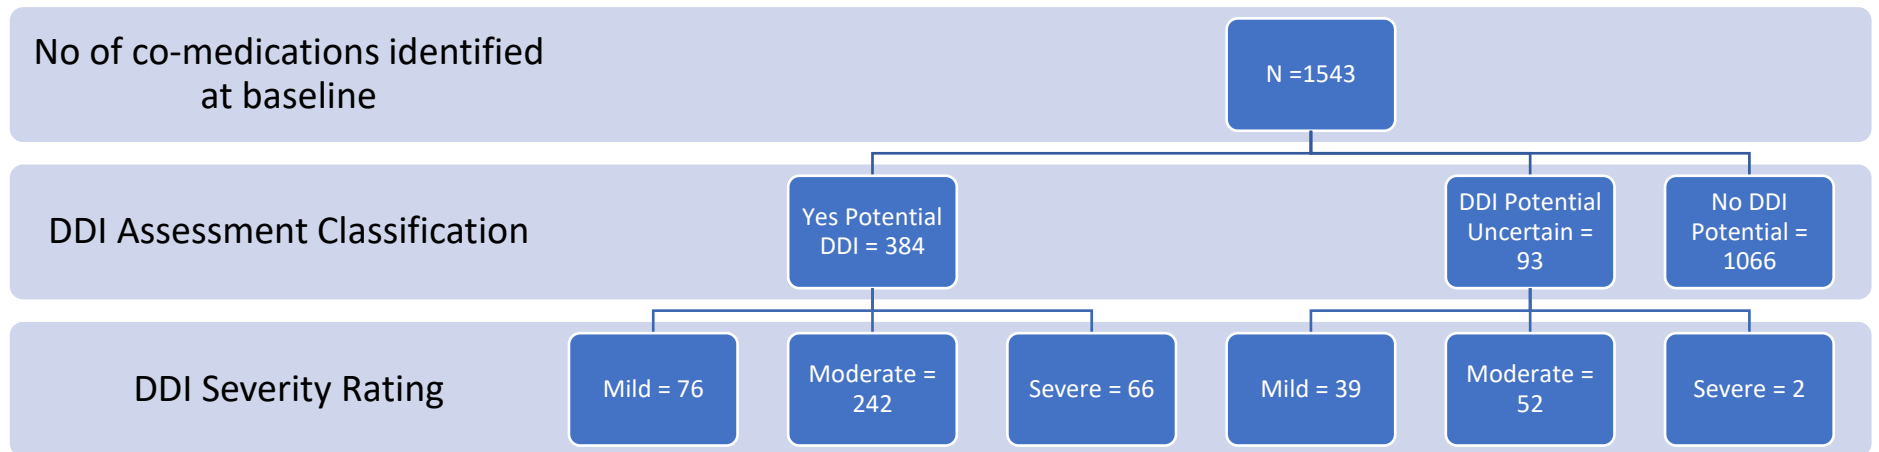 No of co-medications identified
at baseline
N =1543
DDI Assessment Classification
Yes Potential
DDI = 384
DDI Potential
Uncertain =
93
No DDI
Potential =
1066
DDI Severity Rating
Mild = 76
Moderate =
242
Severe = 66
Mild = 39
Moderate =
52
Severe = 2